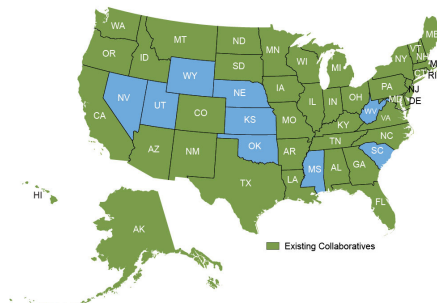 WA
MT
ND
MN
ME
OR
ID
SD
WI
MI
NY
VT
NH
WY
IA
CT
RI
NV
UT
NE
IL
IN
OH
PA
NJ
CA
CO
KS
MO
KY
WV
VA
DE
AZ
NM
OK
AR
TN
NC
SC
TX
LA
MS
AL
GA
FL
HI
AK
Existing Collaboratives